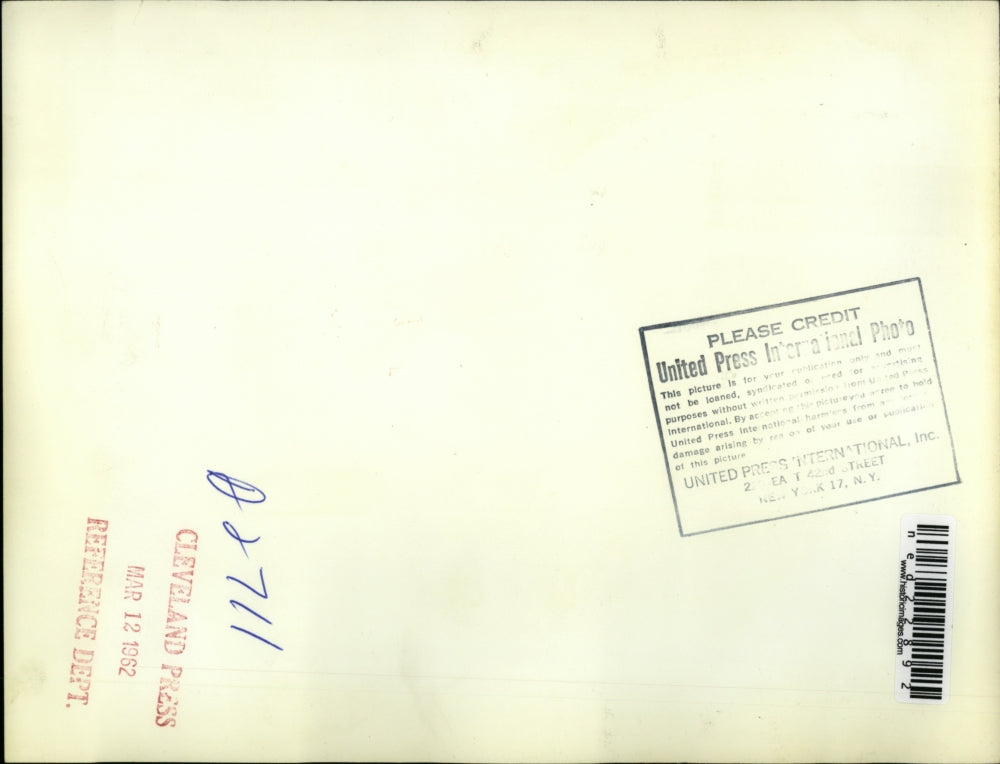 PLEASE CREDIT
United Press International Photo
This picture is for your publication only and must
not be loaned, syndicated or used for advertising
purposes without written permission from United Press
International. By accepting this picture you agree to hold
United Press International harmless from any
damage arising by reason of your use or publication
of this picture
UNITED PRESS INTERNATIONAL, Inc.
EAST 42nd STREET
NEW YORK 17, N. Y.
CLEVELAND PRESS
MAR 12 1962
REFERENCE DEPT.
ned22892
www.historicimages.com